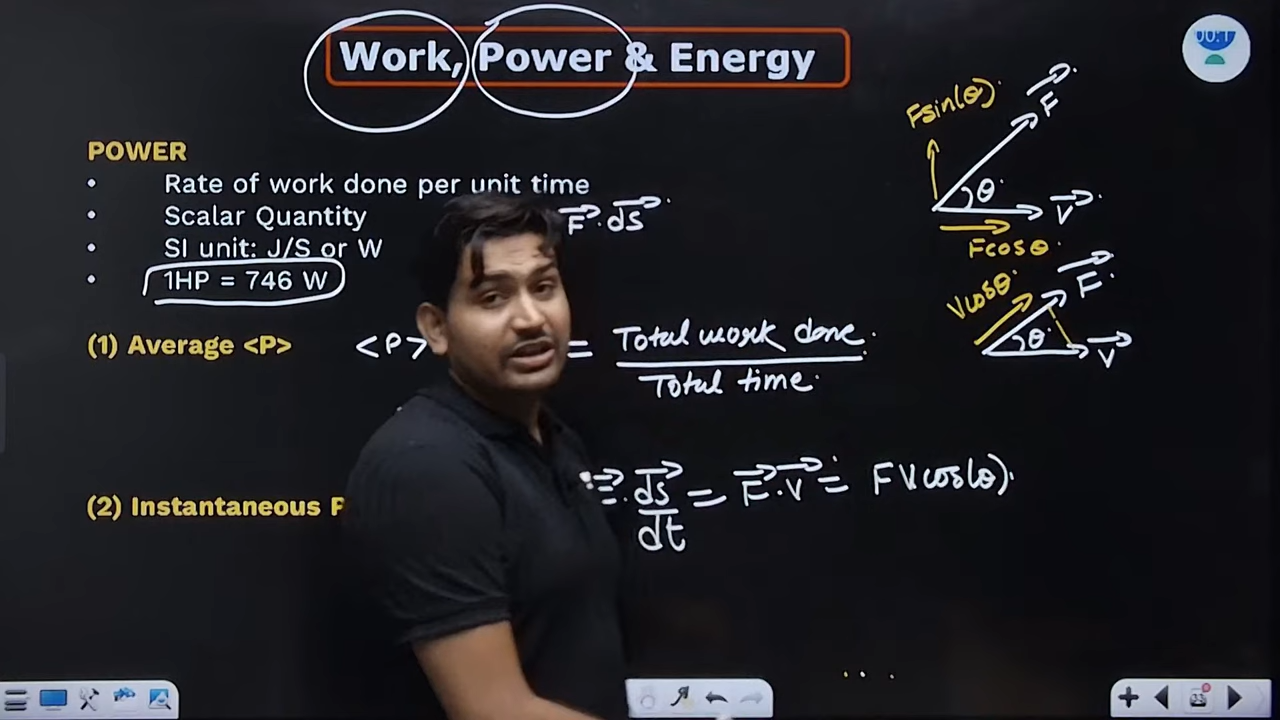 Work, Power & Energy
POWER
• Rate of work done per unit time
• Scalar Quantity
• SI unit: J/S or W
• 1HP = 746 W
F⃗·ds⃗
(1) Average <P>
<P> = Total work done / Total time
(2) Instantaneous P
· ds⃗/dt = F⃗·V⃗ = FVcos(θ)
Fsin(θ)
F⃗
θ
V⃗
Fcosθ
Vcosθ
F⃗
θ
V⃗